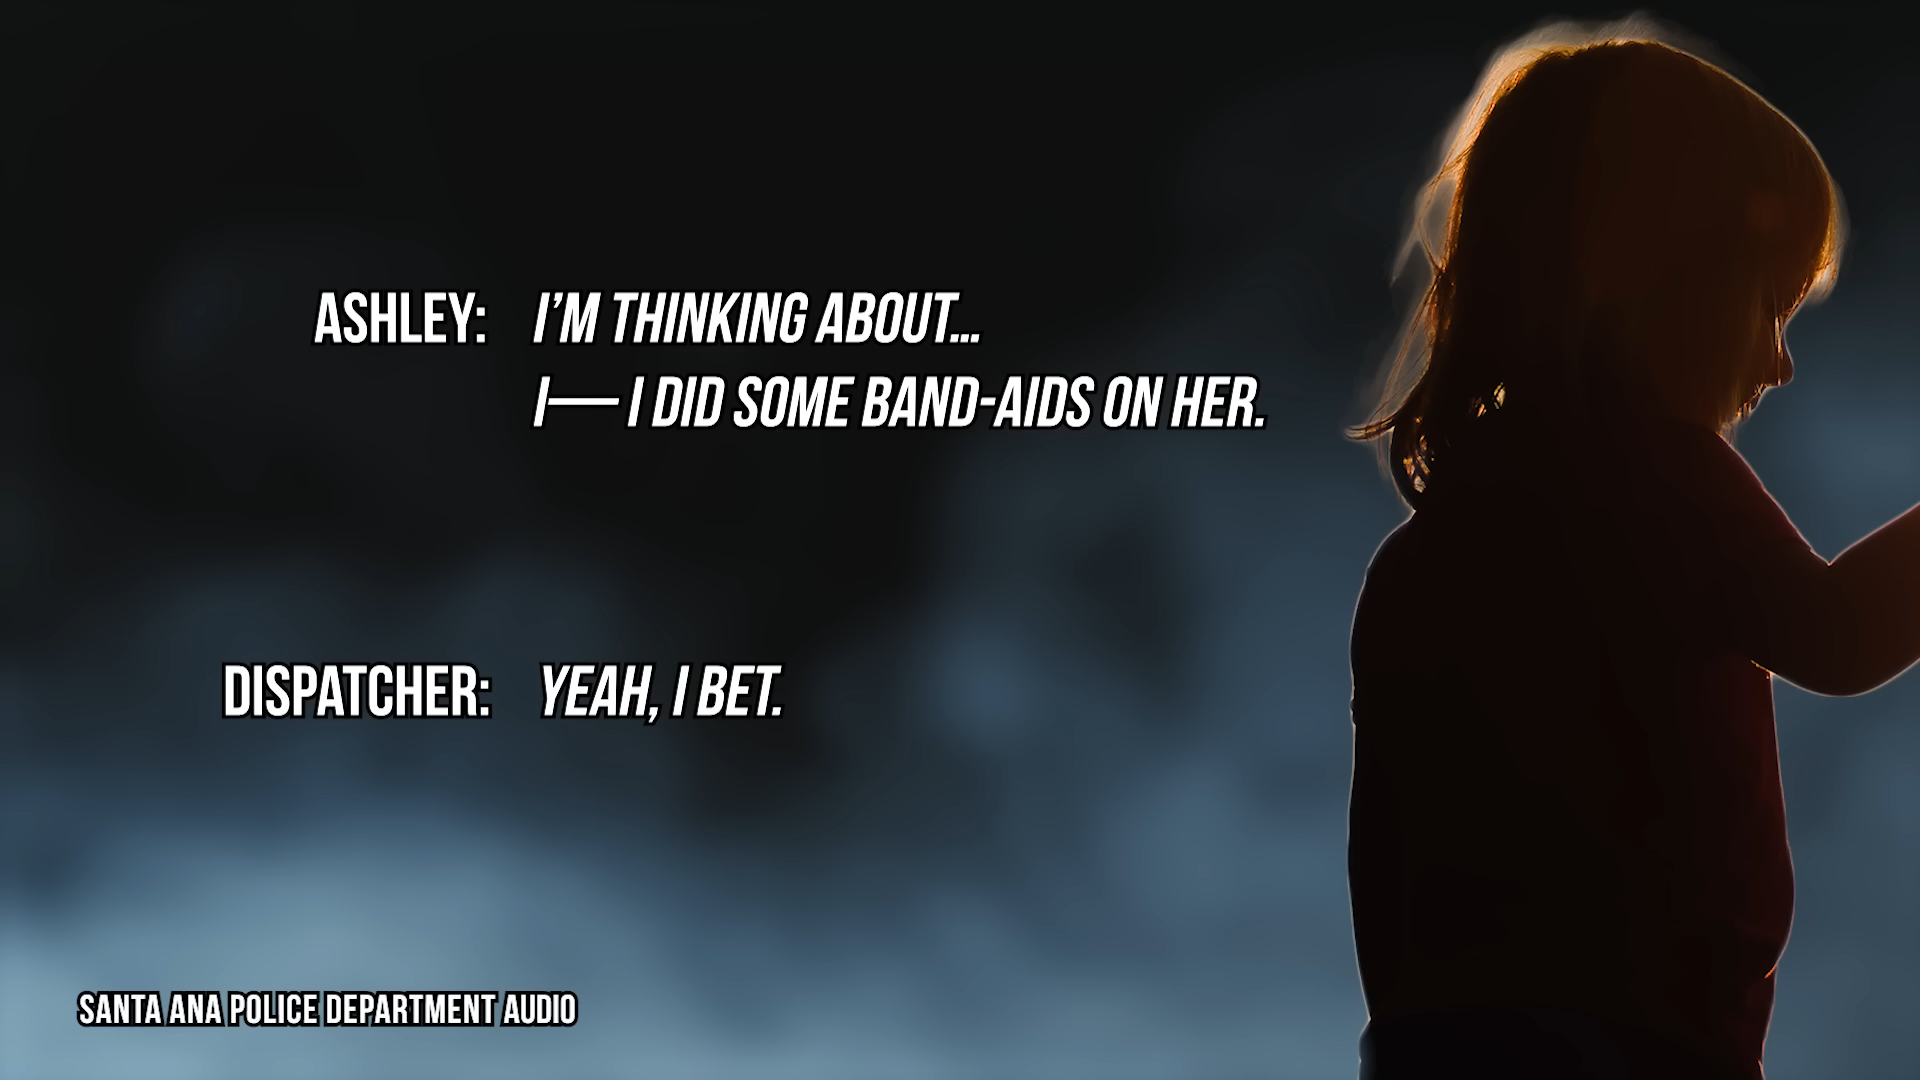 ASHLEY: I'M THINKING ABOUT...
I— I DID SOME BAND-AIDS ON HER.
DISPATCHER: YEAH, I BET.
SANTA ANA POLICE DEPARTMENT AUDIO